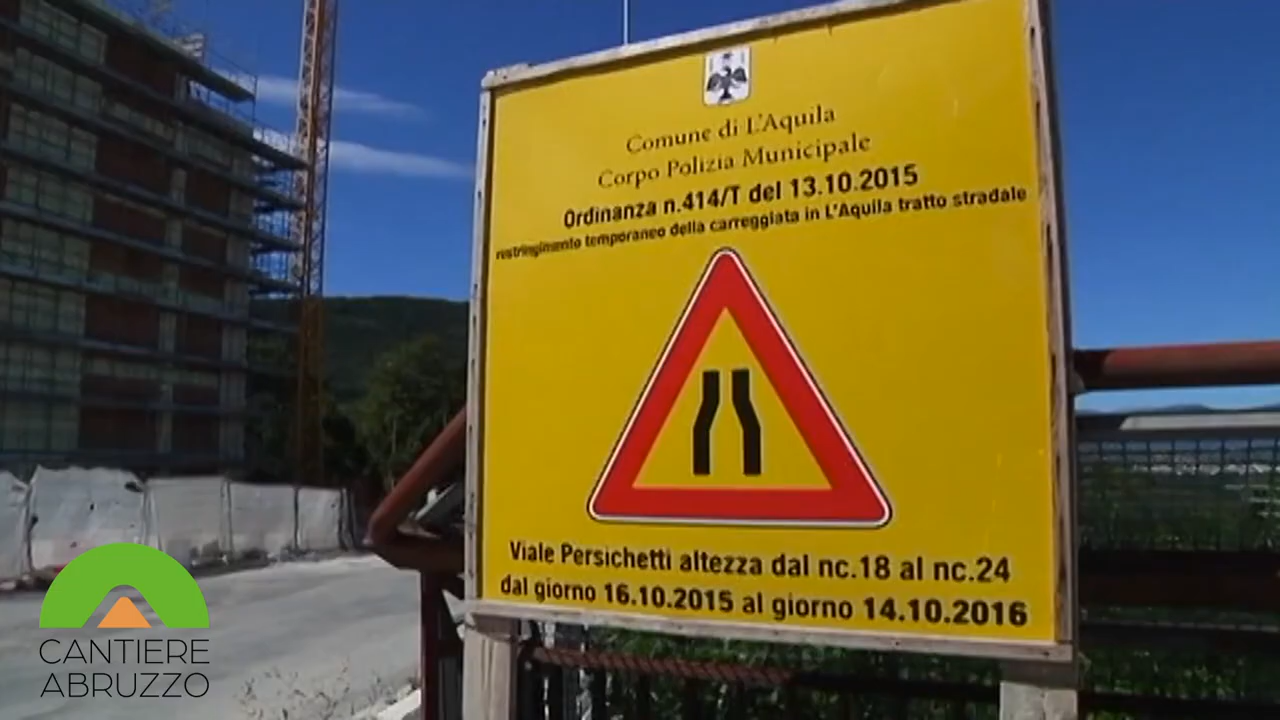 Comune di L'Aquila
Corpo Polizia Municipale
Ordinanza n.414/T del 13.10.2015
restringimento temporaneo della carreggiata in L'Aquila tratto stradale
Viale Persichetti altezza dal nc.18 al nc.24
dal giorno 16.10.2015 al giorno 14.10.2016
CANTIERE
ABRUZZO